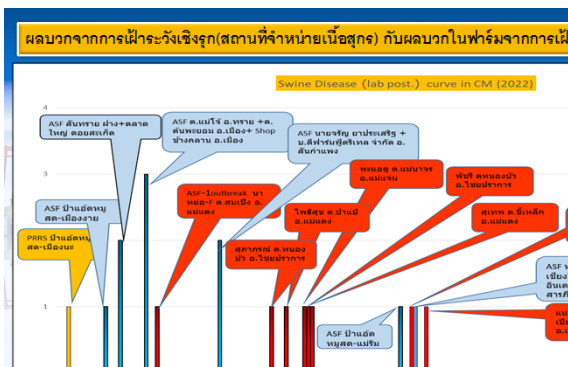 ผลบวกจากการเฝ้าระวังเชิงรุก(สถานที่จำหน่ายเนื้อสุกร) กับผลบวกในฟาร์มจากการเฝ้
Swine Disease (lab post.) curve in CM (2022)
4
3
1
ASF สันทราย ฝาง+ตลาด
ใหญ่ ดอยสะเก็ด
ASF ต.แม่โจ้ อ.ทราย +ต.
ต้นพะยอม อ.เมือง+ Shop
ช้างคลาน อ.เมือง
ASF นายจรัญ ยาประเสริฐ +
บ.ดีฟาร์มฟู้ดรีเทล จำกัด อ.
สันกำแพง
พะแอดู ต.แม่นาจร
อ.แม่แจ่ม
พัชรี ต.หนองบัว
อ.ไชยปราการ
ASF ป้าแอ๊ดหมู
สด-เมืองงาย
ASF-1outbreak นา
หยอ-F ต.สบเปิง อ.
แม่แตง
ไพธิสุข ต.ป่าแป๋
อ.แม่แตง
สุเทพ ต.ขี้เหล็ก
อ.แม่แตง
PRRS ป้าแอ๊ดหมู
สด-เมืองนะ
สุภาภรณ์ ต.หนอง
บัว อ.ไชยปราการ
ASF
เชียง
อินเด
สารภี
ASF ป้าแอ๊ด
หมูสด-แม่ริม